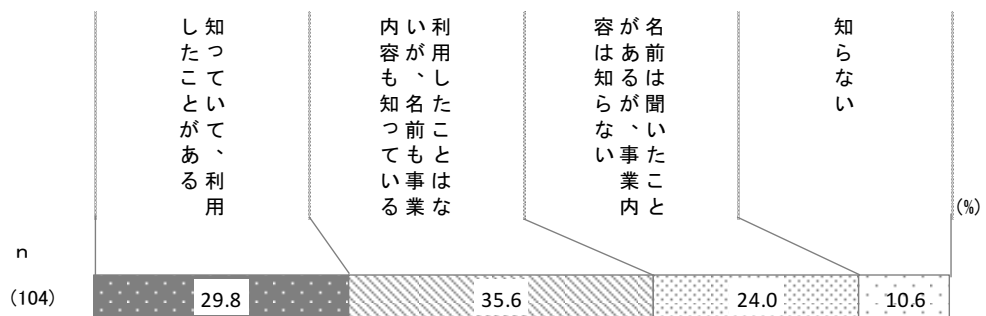 知っていて、利用
したことがある
利用したことはな
いが、名前も事業
内容も知っている
名前は聞いたこと
があるが、事業内
容は知らない
知らない
(%)
n
(104)
29.8
35.6
24.0
10.6